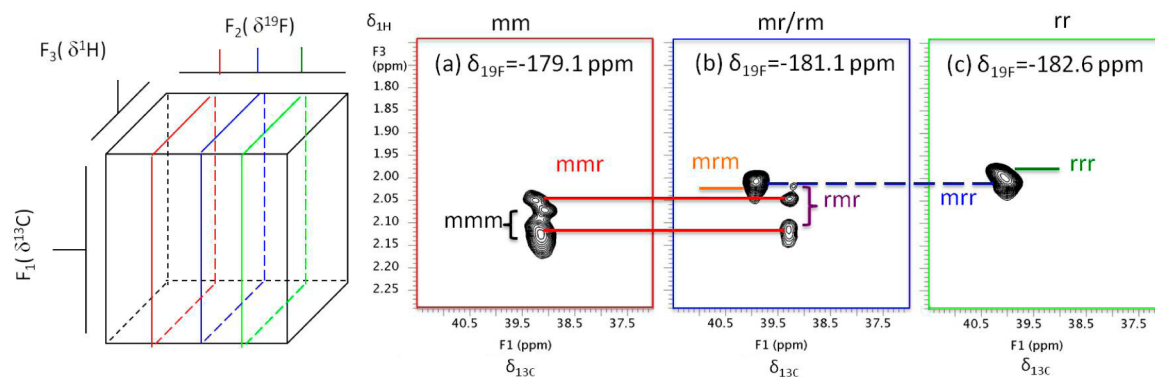 F₂( δ¹⁹F)
F₃( δ¹H)
F₁( δ¹³C)
δ₁H
mm
mr/rm
rr
F3
(ppm)
1.80
1.85
1.90
1.95
2.00
2.05
2.10
2.15
2.20
2.25
(a) δ₁₉F=-179.1 ppm
mmr
mmm
40.5
39.5
38.5
37.5
F1 (ppm)
δ₁₃C
(b) δ₁₉F=-181.1 ppm
mrm
rmr
40.5
39.5
38.5
37.5
F1 (ppm)
δ₁₃C
(c) δ₁₉F=-182.6 ppm
rrr
mrr
40.5
39.5
38.5
37.5
F1 (ppm)
δ₁₃C